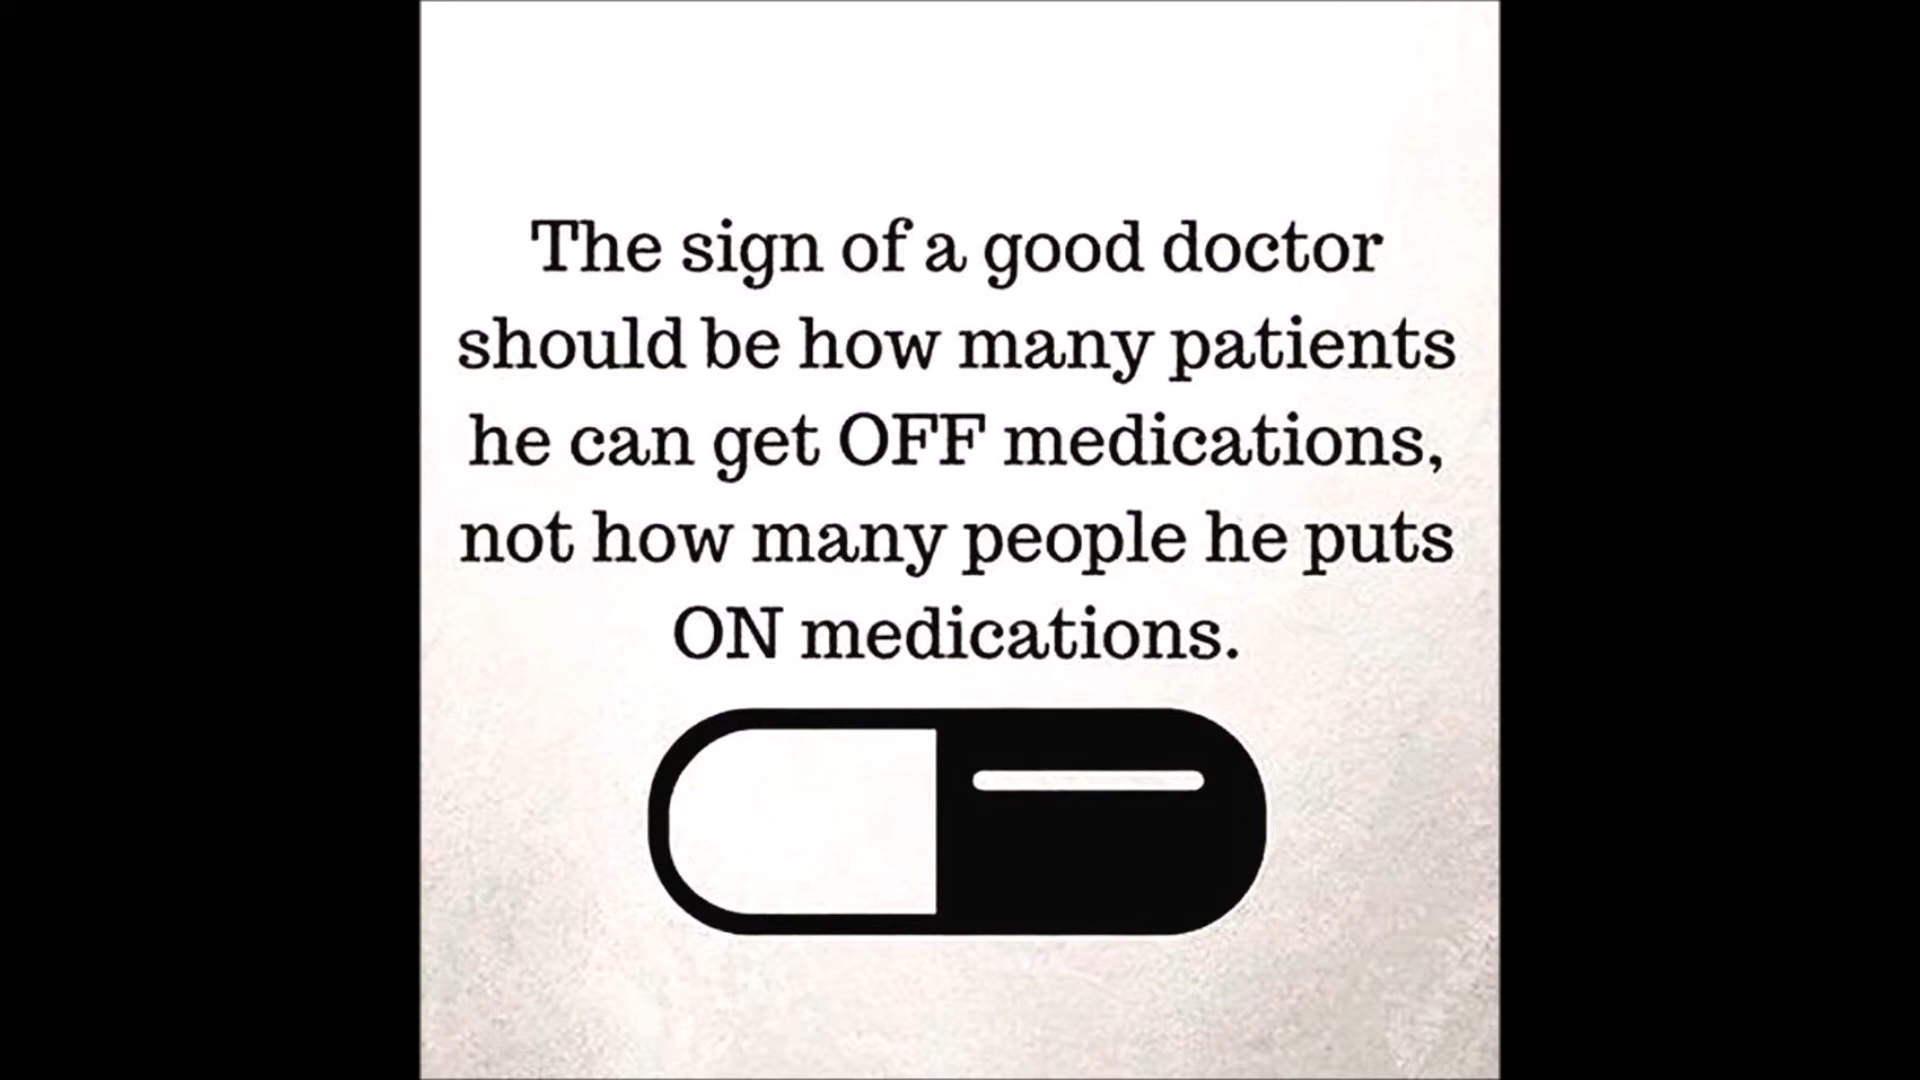 The sign of a good doctor
should be how many patients
he can get OFF medications,
not how many people he puts
ON medications.